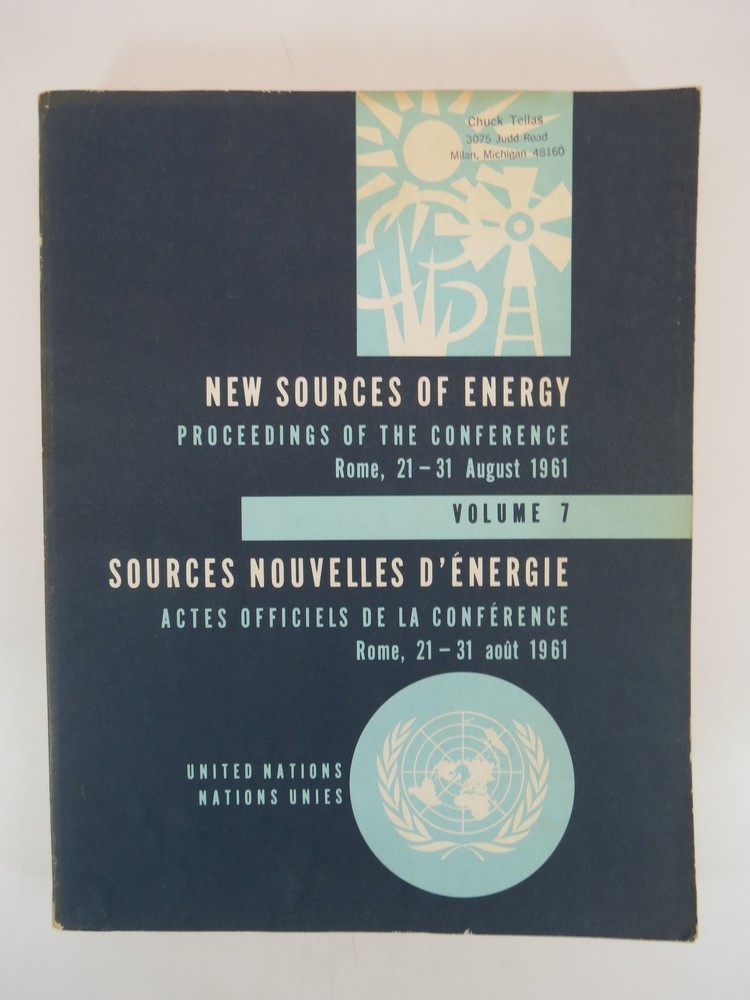 Chuck Tellas
3075 Judd Road
Milan, Michigan 48160
NEW SOURCES OF ENERGY
PROCEEDINGS OF THE CONFERENCE
Rome, 21 – 31 August 1961
VOLUME 7
SOURCES NOUVELLES D'ÉNERGIE
ACTES OFFICIELS DE LA CONFÉRENCE
Rome, 21 – 31 août 1961
UNITED NATIONS
NATIONS UNIES